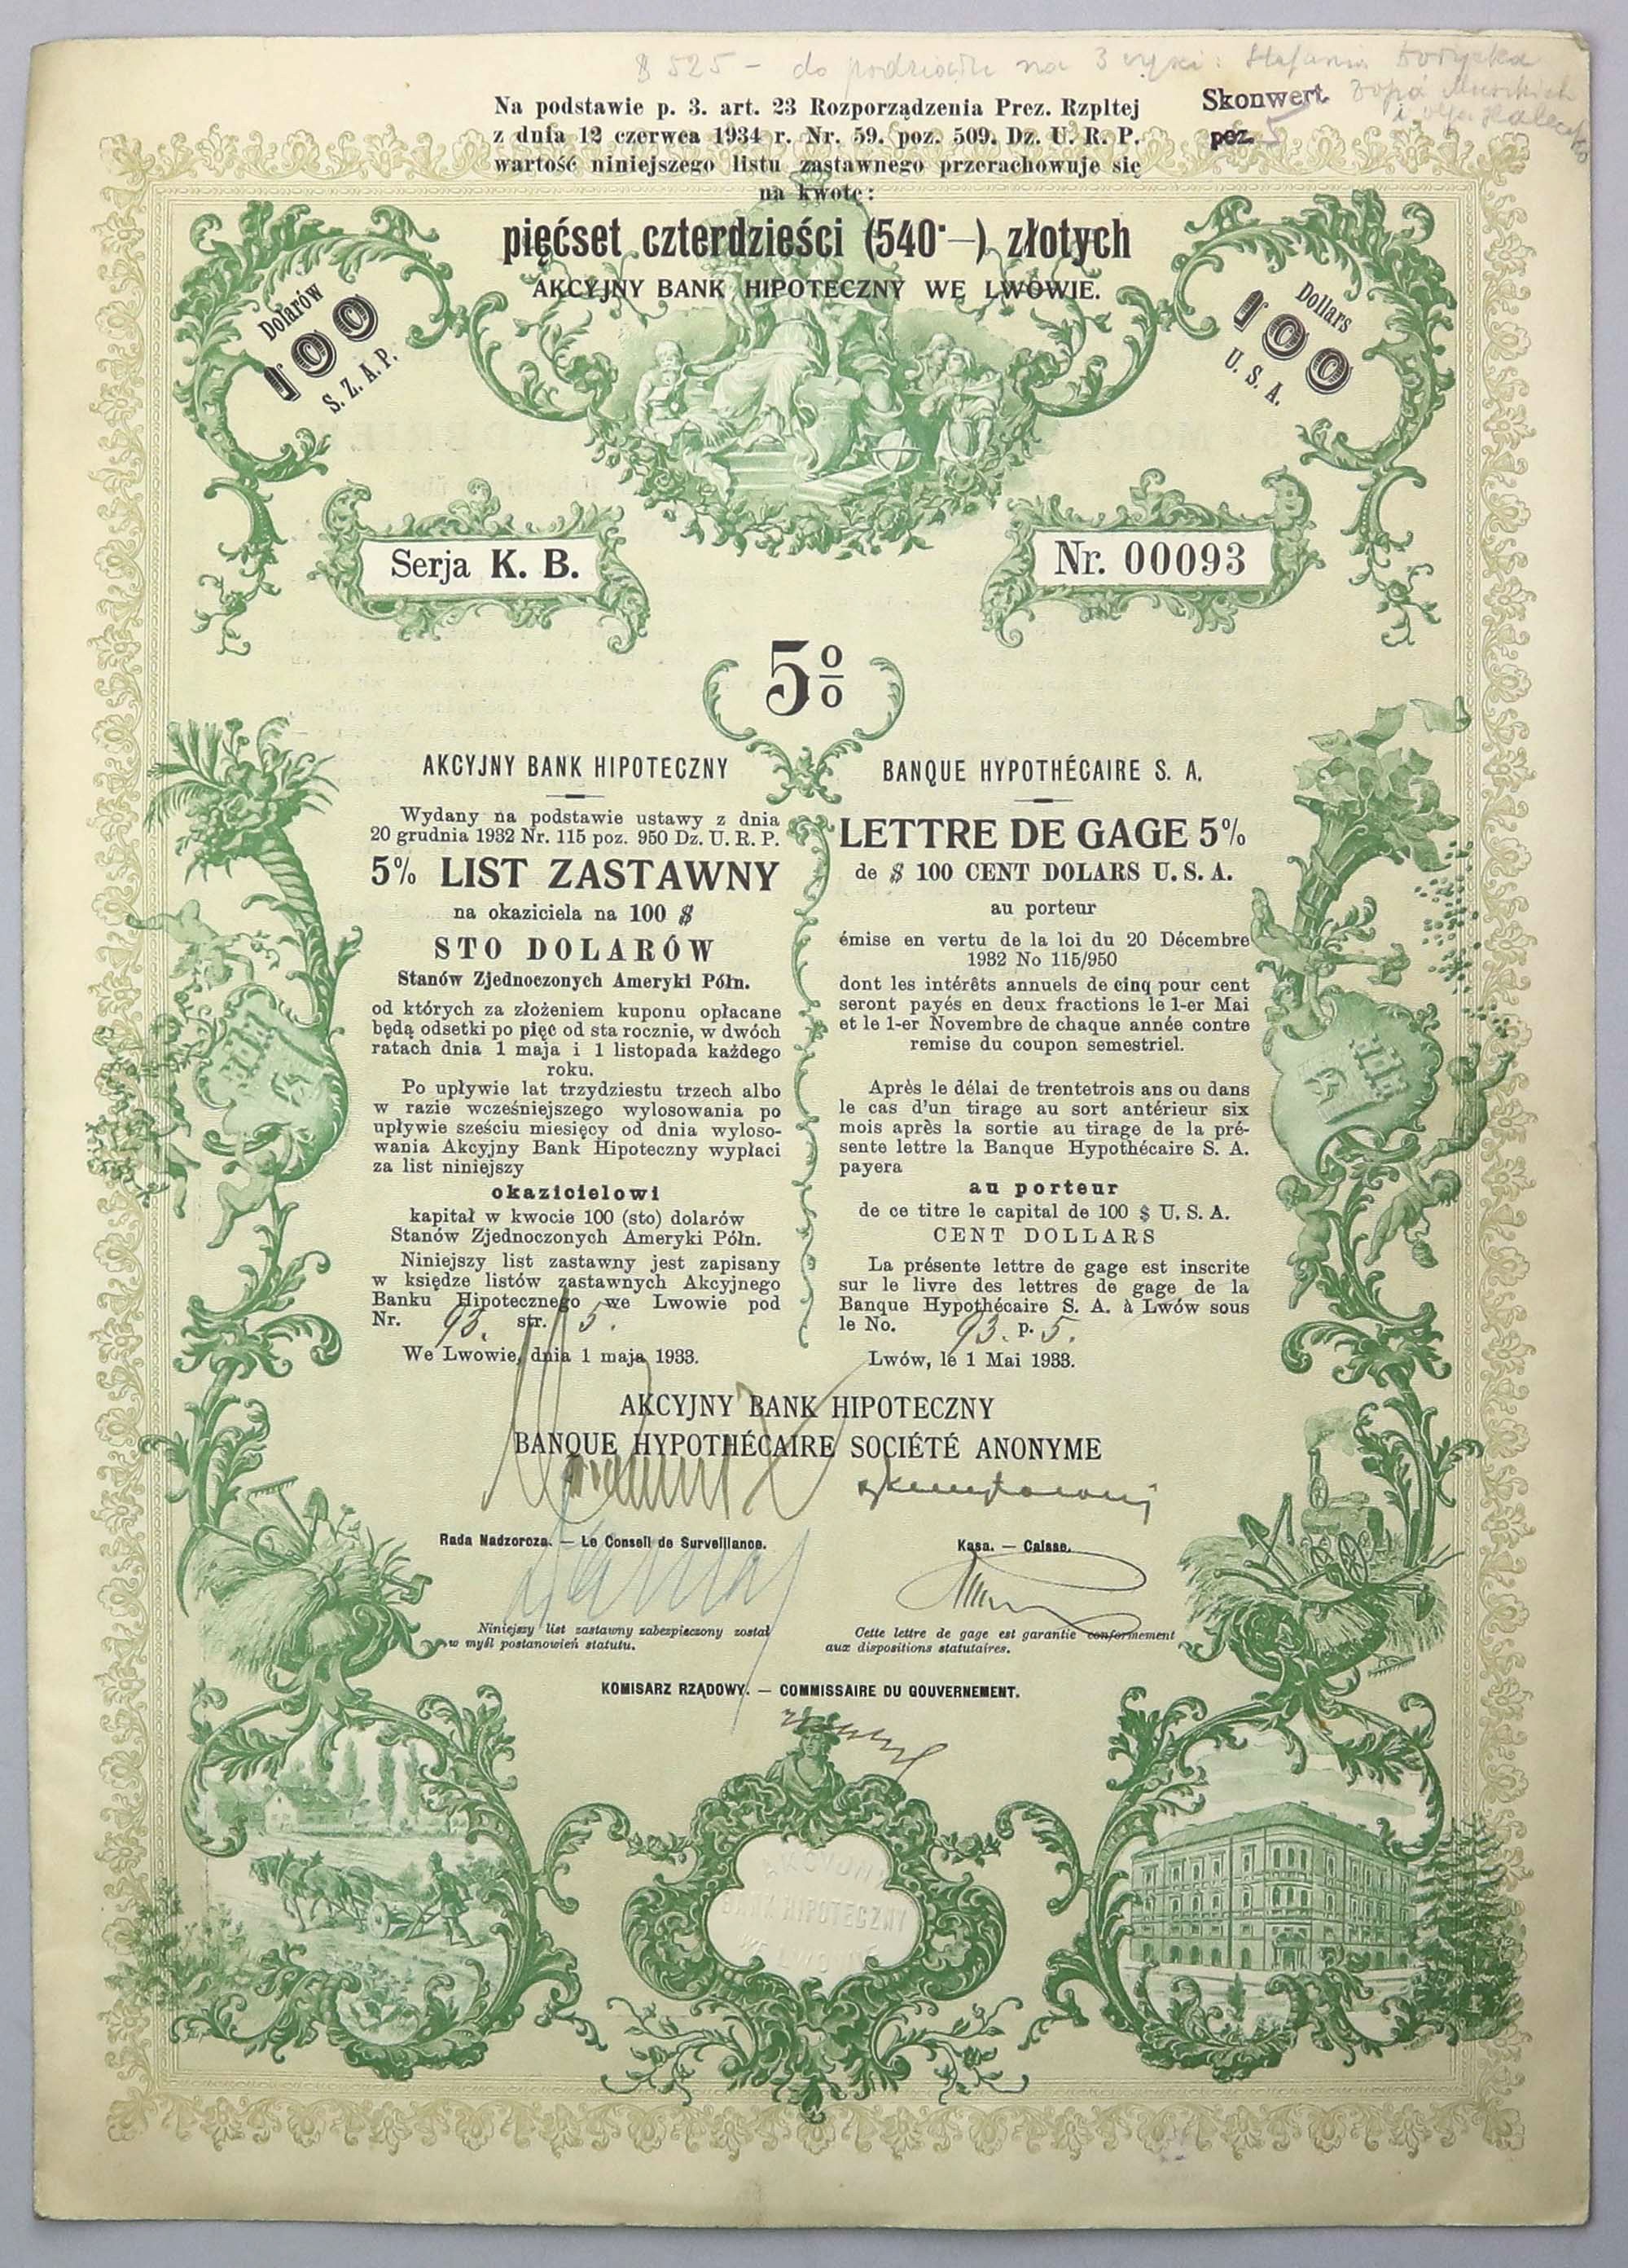 $ 525 — do podziału na 3 części: Stefania
Na podstawie p. 3. art. 23 Rozporządzenia Prez. Rzpltej
z dnia 12 czerwca 1934 r. Nr. 59. poz. 509. Dz. U. R. P.
wartość niniejszego listu zastawnego przerachowuje się
na kwotę:
pięćset czterdzieści (540·—) złotych
AKCYJNY BANK HIPOTECZNY WE LWOWIE.
Skonwert.
poz. 5
Dolarów
100
S. Z. A. P.
Dollars
100
U. S. A.
Serja K. B.
Nr. 00093
5%
AKCYJNY BANK HIPOTECZNY
Wydany na podstawie ustawy z dnia
20 grudnia 1932 Nr. 115 poz. 950 Dz. U. R. P.
5% LIST ZASTAWNY
na okaziciela na 100 $
STO DOLARÓW
Stanów Zjednoczonych Ameryki Półn.
od których za złożeniem kuponu opłacane
będą odsetki po pięć od sta rocznie, w dwóch
ratach dnia 1 maja i 1 listopada każdego
roku.
Po upływie lat trzydziestu trzech albo
w razie wcześniejszego wylosowania po
upływie sześciu miesięcy od dnia wyloso-
wania Akcyjny Bank Hipoteczny wypłaci
za list niniejszy
okazicielowi
kapitał w kwocie 100 (sto) dolarów
Stanów Zjednoczonych Ameryki Półn.
Niniejszy list zastawny jest zapisany
w księdze listów zastawnych Akcyjnego
Banku Hipotecznego we Lwowie pod
Nr. 93. str. 5.
We Lwowie, dnia 1 maja 1933.
BANQUE HYPOTHÉCAIRE S. A.
LETTRE DE GAGE 5%
de $ 100 CENT DOLARS U. S. A.
au porteur
émise en vertu de la loi du 20 Décembre
1932 No 115/950
dont les intérêts annuels de cinq pour cent
seront payés en deux fractions le 1-er Mai
et le 1-er Novembre de chaque année contre
remise du coupon semestriel.
Après le délai de trentetrois ans ou dans
le cas d'un tirage au sort antérieur six
mois après la sortie au tirage de la pré-
sente lettre la Banque Hypothécaire S. A.
payera
au porteur
de ce titre le capital de 100 $ U. S. A.
CENT DOLLARS
La présente lettre de gage est inscrite
sur le livre des lettres de gage de la
Banque Hypothécaire S. A. à Lwów sous
le No. 93. p. 5.
Lwów, le 1 Mai 1933.
AKCYJNY BANK HIPOTECZNY
BANQUE HYPOTHÉCAIRE SOCIÉTÉ ANONYME
Rada Nadzorcza. — Le Conseil de Surveillance.
Kasa. — Caisse.
Niniejszy list zastawny zabezpieczony został
w myśl postanowień statutu.
Cette lettre de gage est garantie conformement
aux dispositions statutaires.
KOMISARZ RZĄDOWY. — COMMISSAIRE DU GOUVERNEMENT.
AKCYJNY
BANK HIPOTECZNY
WE LWOWIE